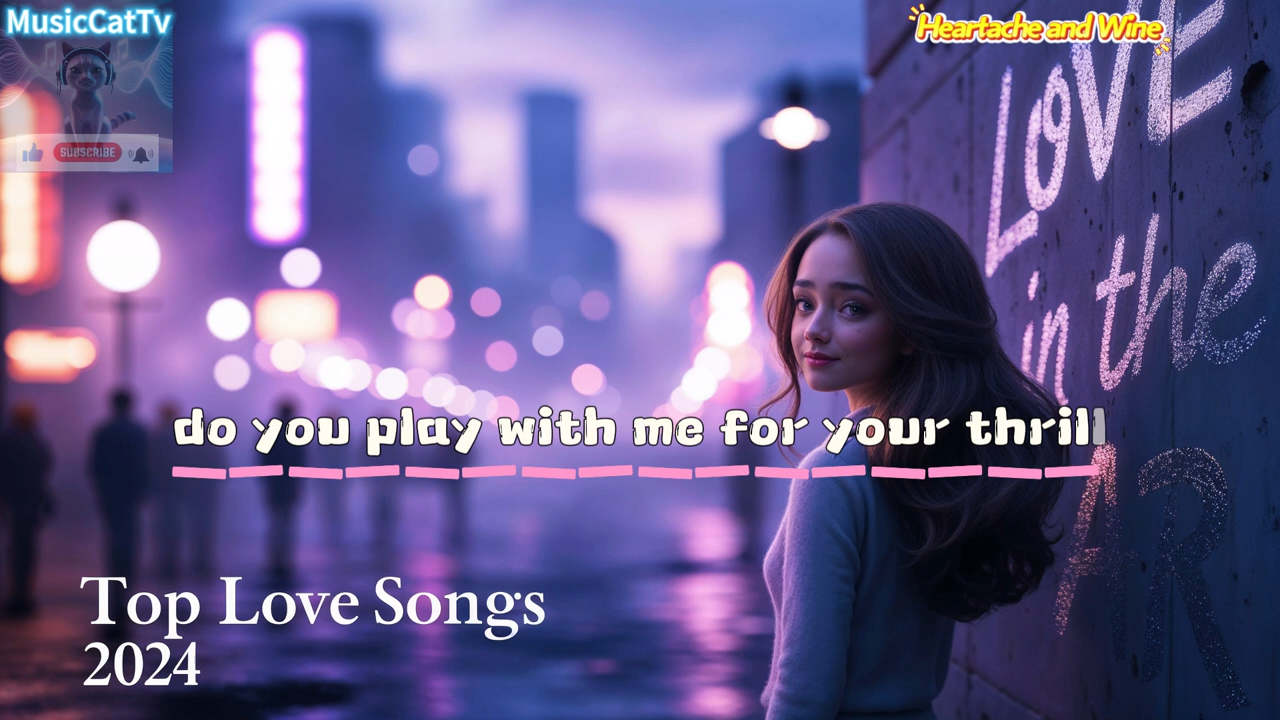 MusicCatTv
Heartache and Wine
SUBSCRIBE
LOVE
in the
AR
do you play with me for your thrill
Top Love Songs
2024